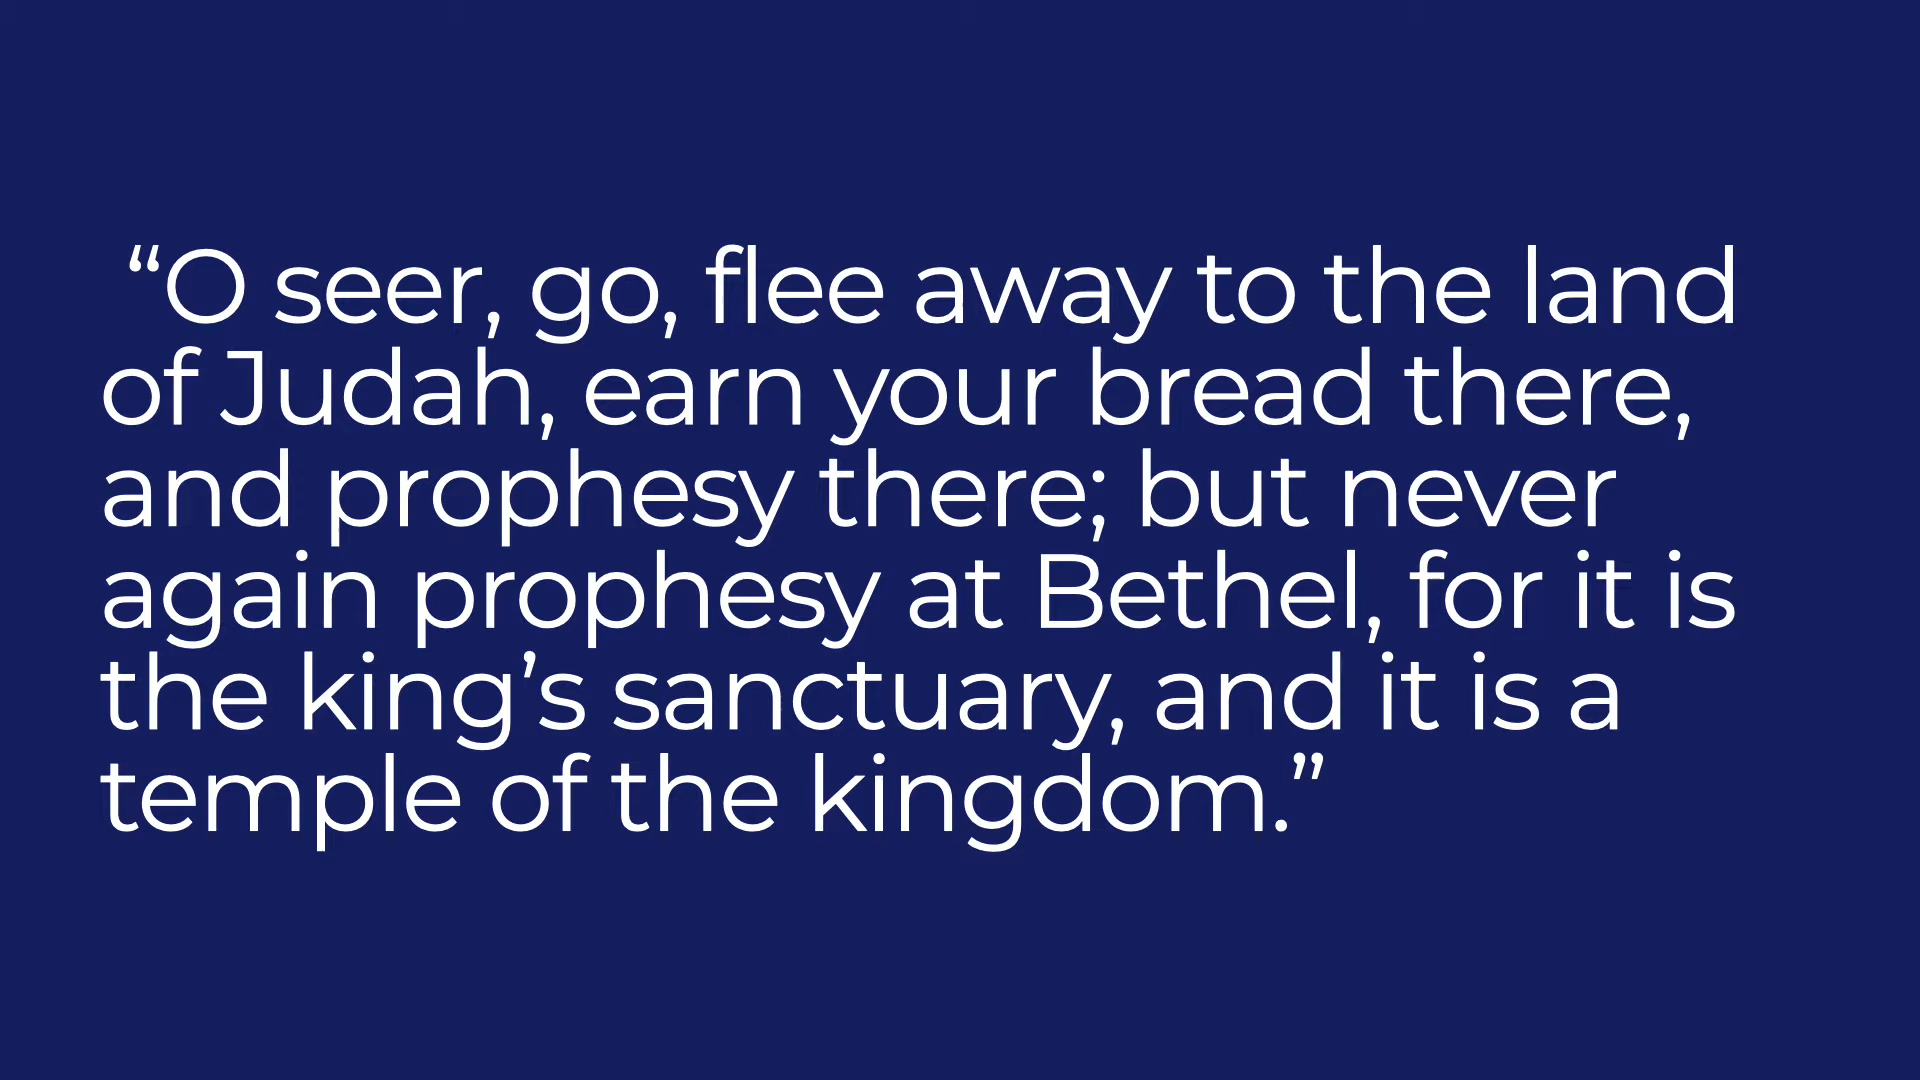 “O seer, go, flee away to the land
of Judah, earn your bread there,
and prophesy there; but never
again prophesy at Bethel, for it is
the king’s sanctuary, and it is a
temple of the kingdom.”